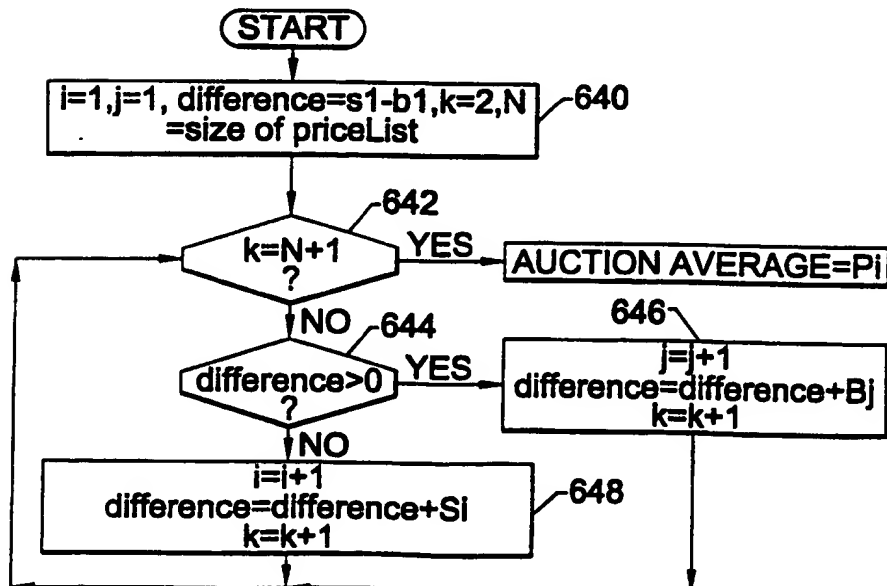 START
i=1,j=1, difference=s1-b1,k=2,N
=size of priceList
640
642
k=N+1
?
YES
AUCTION AVERAGE=Pi
NO
644
646
difference>0
?
YES
j=j+1
difference=difference+Bj
k=k+1
NO
i=i+1
difference=difference+Si
k=k+1
648